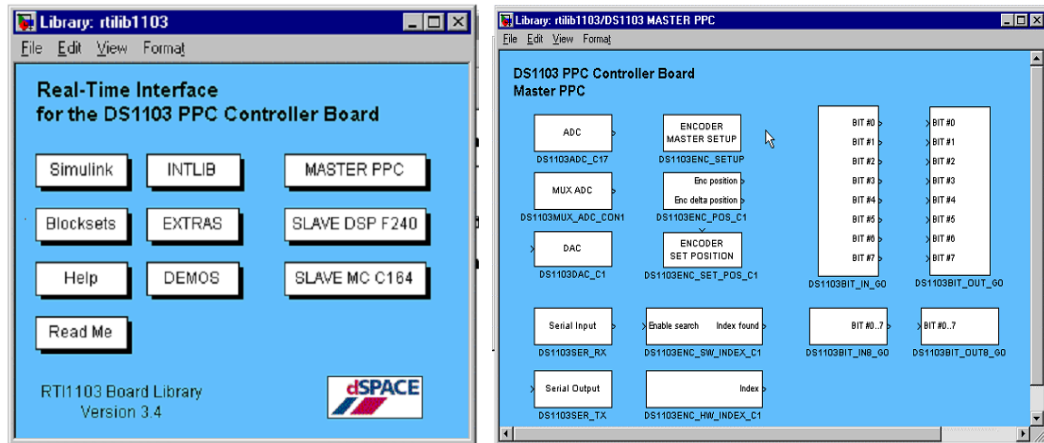 Library: rtilib1103
File Edit View Format
Real-Time Interface
for the DS1103 PPC Controller Board
Simulink INTLIB MASTER PPC
Blocksets EXTRAS SLAVE DSP F240
Help DEMOS SLAVE MC C164
Read Me
RTI1103 Board Library
Version 3.4
dSPACE
Library: rtilib1103/DS1103 MASTER PPC
File Edit View Format
DS1103 PPC Controller Board
Master PPC
ADC
DS1103ADC_C17
MUX ADC
DS1103MUX_ADC_CON1
DAC
DS1103DAC_C1
Serial Input
DS1103SER_RX
Serial Output
DS1103SER_TX
ENCODER
MASTER SETUP
DS1103ENC_SETUP
Enc position
Enc delta position
DS1103ENC_POS_C1
ENCODER
SET POSITION
DS1103ENC_SET_POS_C1
Enable search Index found
DS1103ENC_SW_INDEX_C1
Index
DS1103ENC_HW_INDEX_C1
BIT #0
BIT #1
BIT #2
BIT #3
BIT #4
BIT #5
BIT #6
BIT #7
DS1103BIT_IN_G0
BIT #0..7
DS1103BIT_IN8_G0
BIT #0
BIT #1
BIT #2
BIT #3
BIT #4
BIT #5
BIT #6
BIT #7
DS1103BIT_OUT_G0
BIT #0..7
DS1103BIT_OUT8_G0